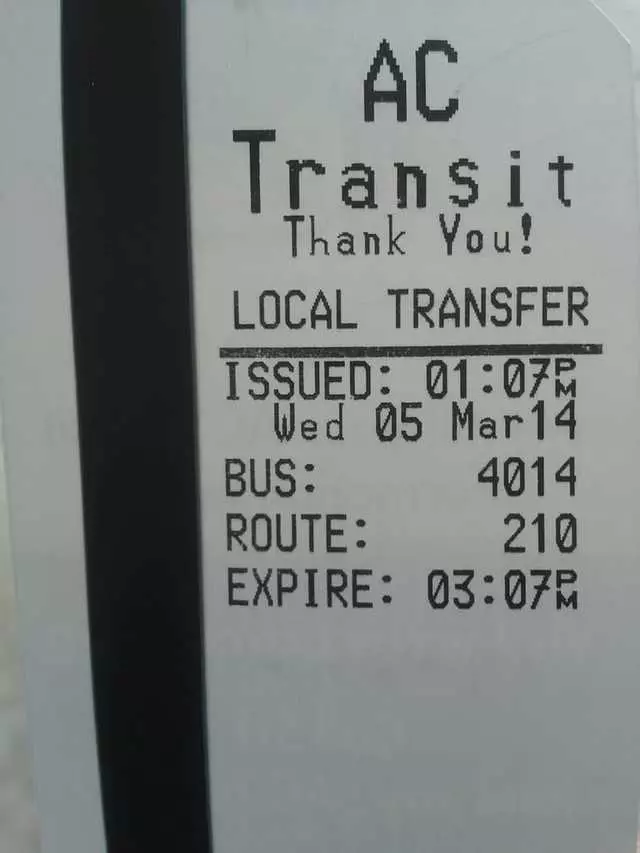 AC
Transit
Thank You!
LOCAL TRANSFER
ISSUED: 01:07PM
Wed 05 Mar14
BUS: 4014
ROUTE: 210
EXPIRE: 03:07PM